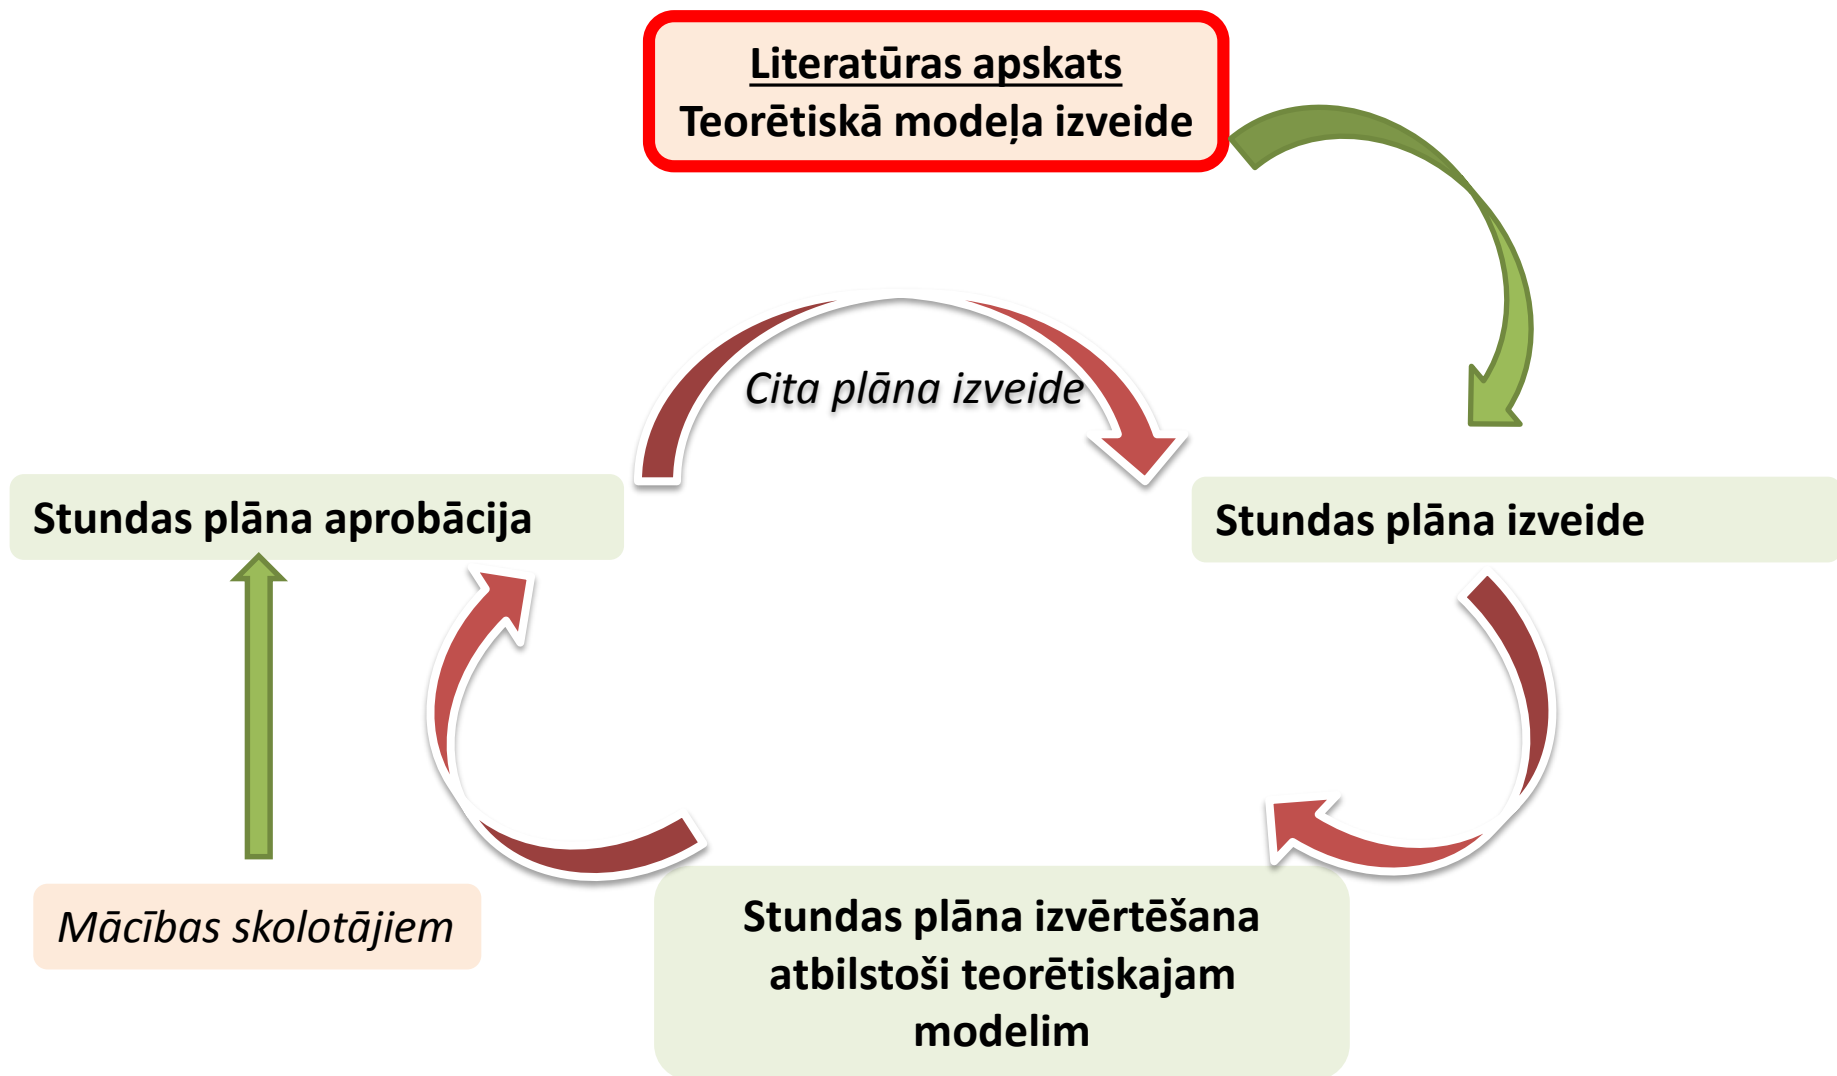 Literatūras apskats
Teorētiskā modeļa izveide
Cita plāna izveide
Stundas plāna aprobācija
Stundas plāna izveide
Mācības skolotājiem
Stundas plāna izvērtēšana
atbilstoši teorētiskajam
modelim